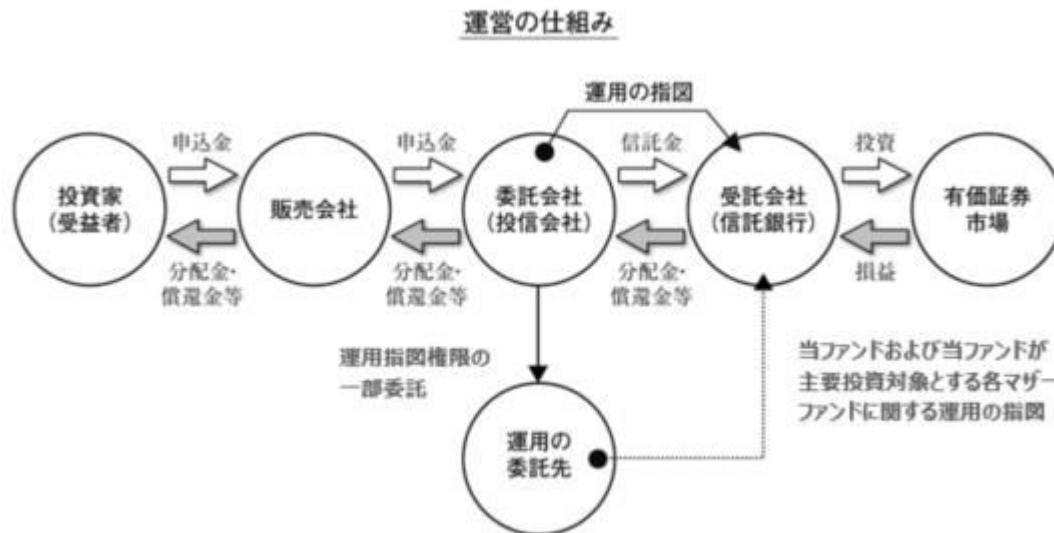 運営の仕組み
運用の指図
申込金
申込金
信託金
投資
投資家
(受益者)
販売会社
委託会社
(投信会社)
受託会社
(信託銀行)
有価証券
市場
分配金・
償還金等
分配金・
償還金等
分配金・
償還金等
損益
運用指図権限の
一部委託
当ファンドおよび当ファンドが
主要投資対象とする各マザー
ファンドに関する運用の指図
運用の
委託先